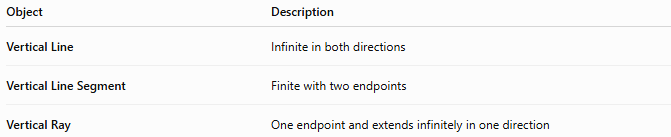 Object Description
Vertical Line Infinite in both directions
Vertical Line Segment Finite with two endpoints
Vertical Ray One endpoint and extends infinitely in one direction